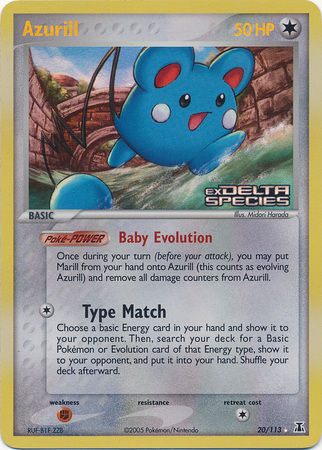 Azurill
50 HP
EX DELTA
SPECIES
BASIC
Illus. Midori Harada
Poké-POWER Baby Evolution
Once during your turn (before your attack), you may put
Marill from your hand onto Azurill (this counts as evolving
Azurill) and remove all damage counters from Azurill.
Type Match
Choose a basic Energy card in your hand and show it to
your opponent. Then, search your deck for a Basic
Pokémon or Evolution card of that Energy type, show it to
your opponent, and put it into your hand. Shuffle your
deck afterward.
weakness resistance retreat cost
©2005 Pokémon/Nintendo 20/113